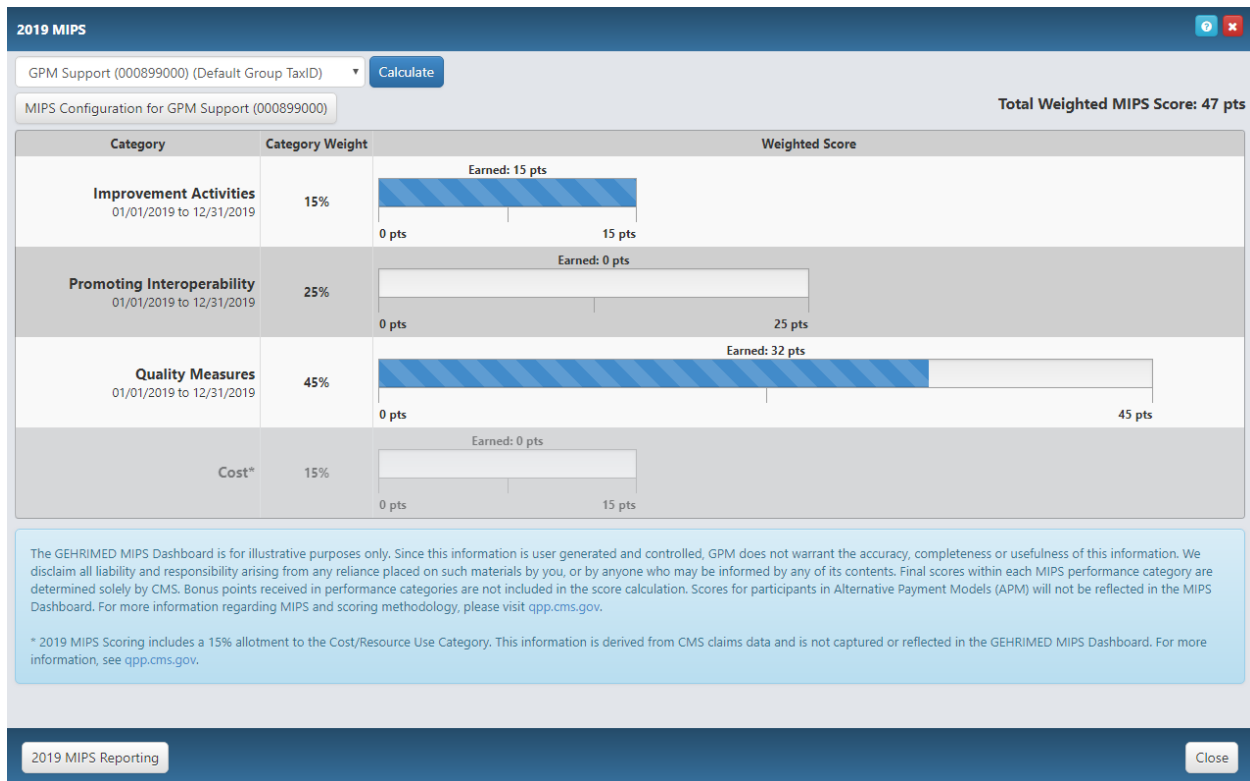 2019 MIPS
GPM Support (000899000) (Default Group TaxID)
Calculate
MIPS Configuration for GPM Support (000899000)
Total Weighted MIPS Score: 47 pts
Category Category Weight Weighted Score
Improvement Activities
01/01/2019 to 12/31/2019
15%
Earned: 15 pts
0 pts 15 pts
Promoting Interoperability
01/01/2019 to 12/31/2019
25%
Earned: 0 pts
0 pts 25 pts
Quality Measures
01/01/2019 to 12/31/2019
45%
Earned: 32 pts
0 pts 45 pts
Cost*
15%
Earned: 0 pts
0 pts 15 pts
The GEHRIMED MIPS Dashboard is for illustrative purposes only. Since this information is user generated and controlled, GPM does not warrant the accuracy, completeness or usefulness of this information. We
disclaim all liability and responsibility arising from any reliance placed on such materials by you, or by anyone who may be informed by any of its contents. Final scores within each MIPS performance category are
determined solely by CMS. Bonus points received in performance categories are not included in the score calculation. Scores for participants in Alternative Payment Models (APM) will not be reflected in the MIPS
Dashboard. For more information regarding MIPS and scoring methodology, please visit qpp.cms.gov.
* 2019 MIPS Scoring includes a 15% allotment to the Cost/Resource Use Category. This information is derived from CMS claims data and is not captured or reflected in the GEHRIMED MIPS Dashboard. For more
information, see qpp.cms.gov.
2019 MIPS Reporting
Close